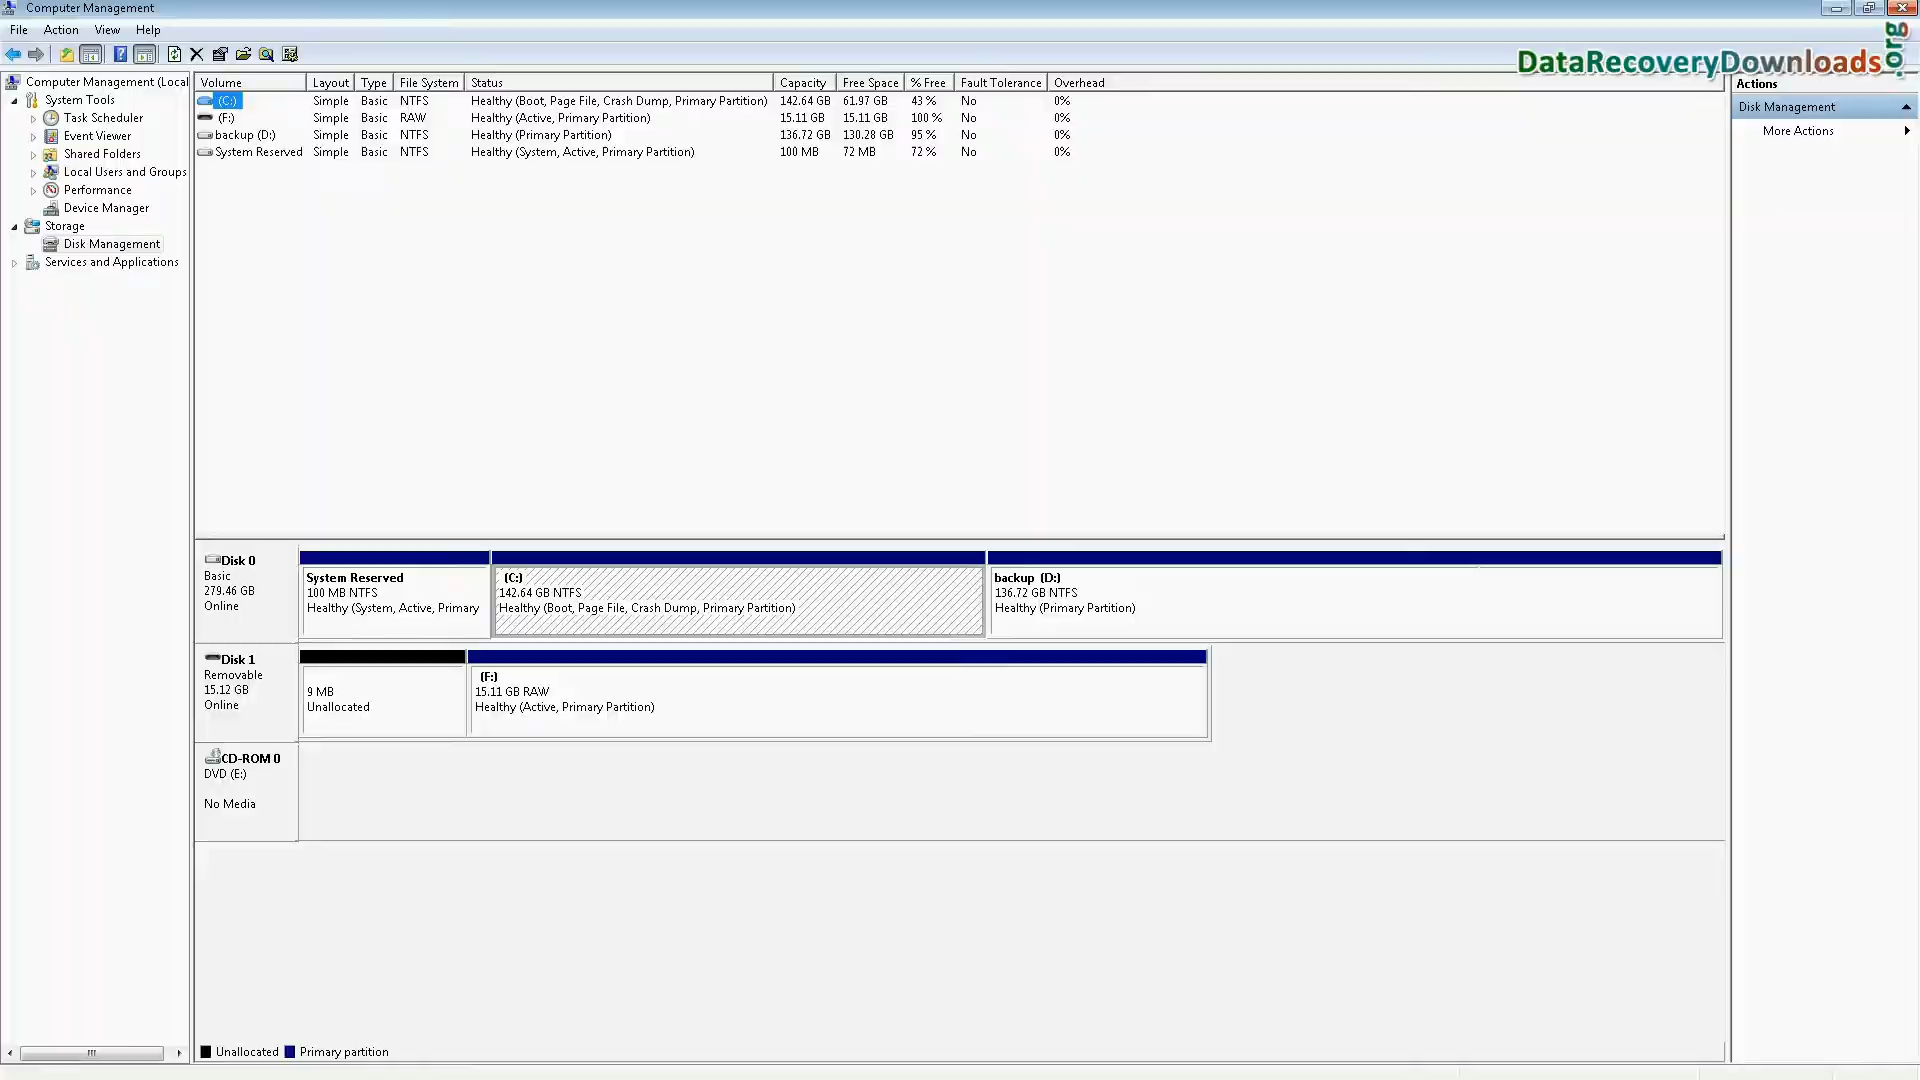 Computer Management
File Action View Help
DataRecoveryDownloads.org
Computer Management (Local
System Tools
Task Scheduler
Event Viewer
Shared Folders
Local Users and Groups
Performance
Device Manager
Storage
Disk Management
Services and Applications
Volume Layout Type File System Status Capacity Free Space % Free Fault Tolerance Overhead
(C:) Simple Basic NTFS Healthy (Boot, Page File, Crash Dump, Primary Partition) 142.64 GB 61.97 GB 43 % No 0%
(F:) Simple Basic RAW Healthy (Active, Primary Partition) 15.11 GB 15.11 GB 100 % No 0%
backup (D:) Simple Basic NTFS Healthy (Primary Partition) 136.72 GB 130.28 GB 95 % No 0%
System Reserved Simple Basic NTFS Healthy (System, Active, Primary Partition) 100 MB 72 MB 72 % No 0%
Disk 0
Basic
279.46 GB
Online
System Reserved
100 MB NTFS
Healthy (System, Active, Primary
(C:)
142.64 GB NTFS
Healthy (Boot, Page File, Crash Dump, Primary Partition)
backup (D:)
136.72 GB NTFS
Healthy (Primary Partition)
Disk 1
Removable
15.12 GB
Online
9 MB
Unallocated
(F:)
15.11 GB RAW
Healthy (Active, Primary Partition)
CD-ROM 0
DVD (E:)
No Media
Unallocated Primary partition
Actions
Disk Management
More Actions